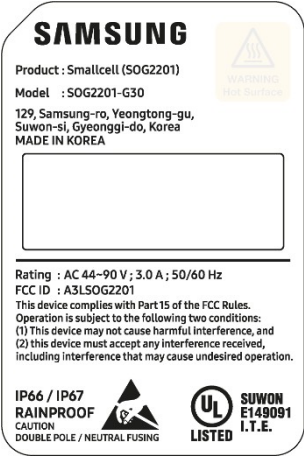 SAMSUNG
WARNING
Hot Surface
Product : Smallcell (SOG2201)
Model : SOG2201-G30
129, Samsung-ro, Yeongtong-gu,
Suwon-si, Gyeonggi-do, Korea
MADE IN KOREA
Rating : AC 44~90 V ; 3.0 A ; 50/60 Hz
FCC ID : A3LSOG2201
This device complies with Part 15 of the FCC Rules.
Operation is subject to the following two conditions:
(1) This device may not cause harmful interference, and
(2) this device must accept any interference received,
including interference that may cause undesired operation.
IP66 / IP67
RAINPROOF
CAUTION
DOUBLE POLE / NEUTRAL FUSING
UL
LISTED
SUWON
E149091
I.T.E.